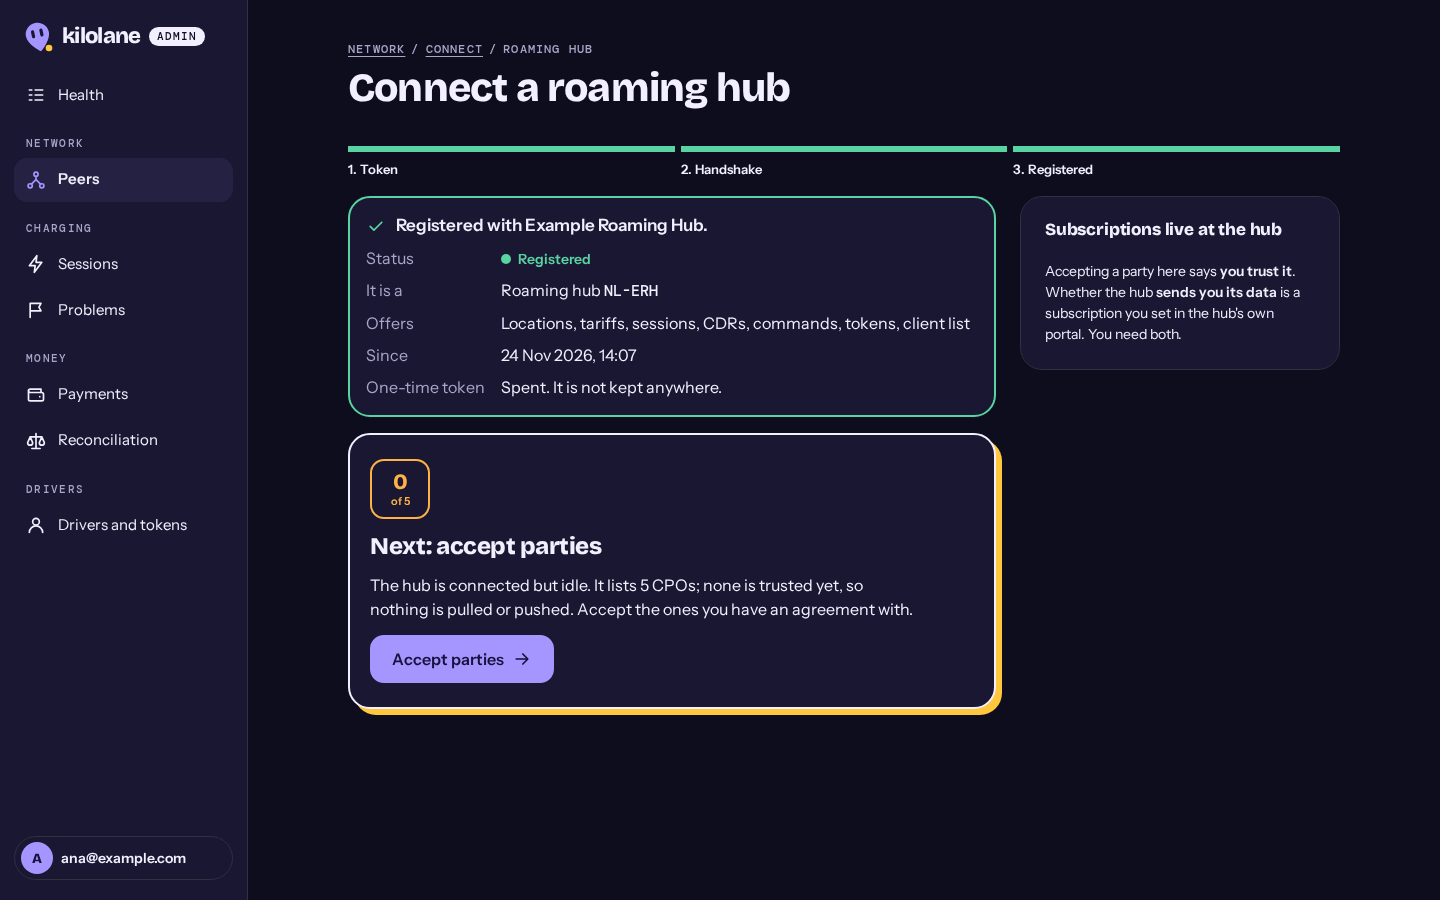 kilolane ADMIN
Health
NETWORK
Peers
CHARGING
Sessions
Problems
MONEY
Payments
Reconciliation
DRIVERS
Drivers and tokens
A ana@example.com
NETWORK / CONNECT / ROAMING HUB
Connect a roaming hub
1. Token
2. Handshake
3. Registered
Registered with Example Roaming Hub.
Status Registered
It is a Roaming hub NL-ERH
Offers Locations, tariffs, sessions, CDRs, commands, tokens, client list
Since 24 Nov 2026, 14:07
One-time token Spent. It is not kept anywhere.
0
of 5
Next: accept parties
The hub is connected but idle. It lists 5 CPOs; none is trusted yet, so
nothing is pulled or pushed. Accept the ones you have an agreement with.
Accept parties
Subscriptions live at the hub
Accepting a party here says you trust it.
Whether the hub sends you its data is a
subscription you set in the hub's own
portal. You need both.